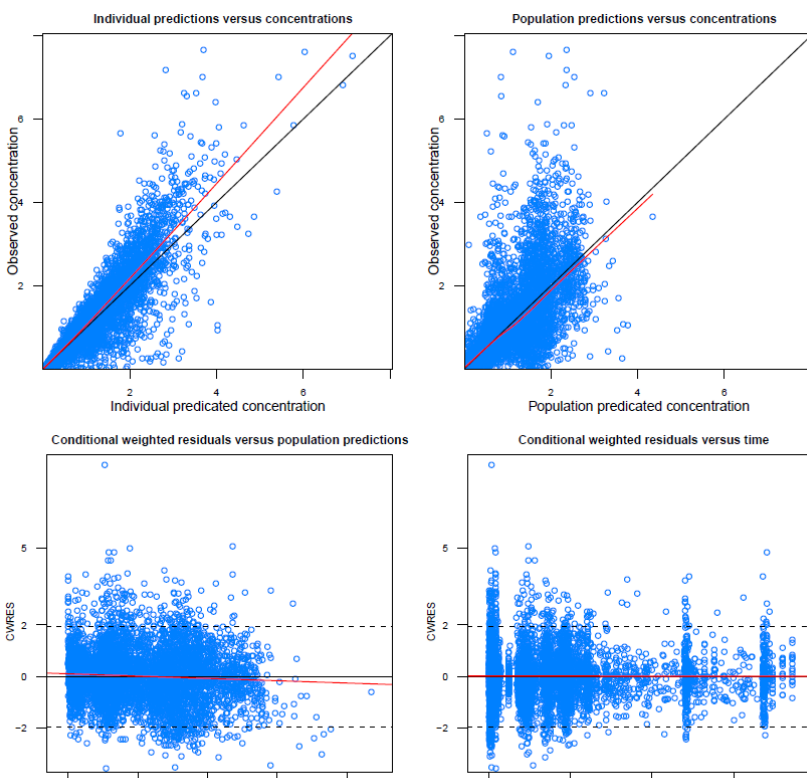 Individual predictions versus concentrations
Observed concentration
6
4
2
2
4
6
Individual predicated concentration
Population predictions versus concentrations
Observed concentration
6
4
2
2
4
6
Population predicated concentration
Conditional weighted residuals versus population predictions
CWRES
5
2
0
-2
Conditional weighted residuals versus time
CWRES
5
2
0
-2